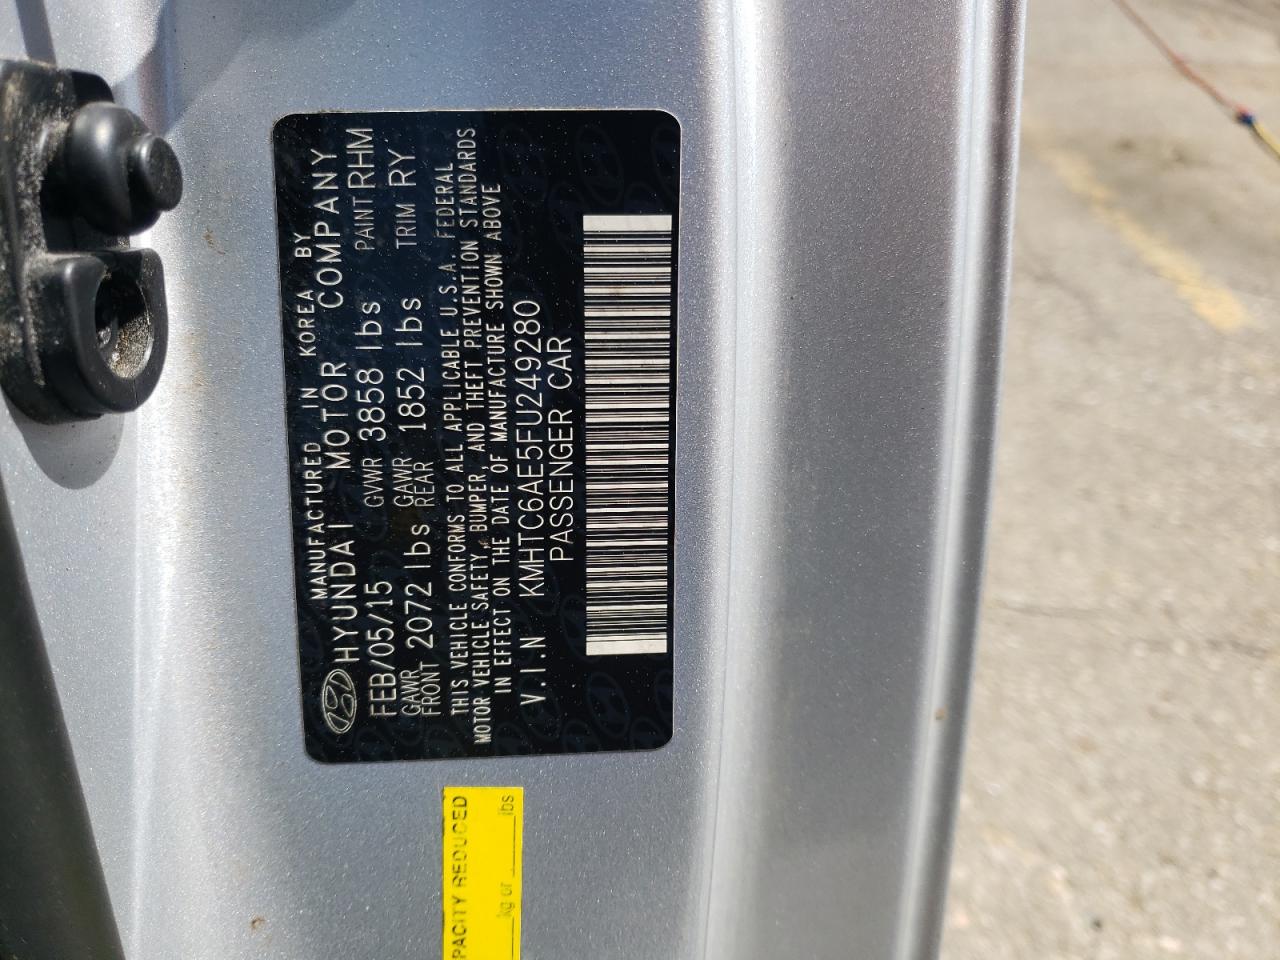 MANUFACTURED IN KOREA BY
HYUNDAI MOTOR COMPANY
FEB/05/15 GVWR 3858 lbs PAINT RHM
GAWR FRONT 2072 lbs GAWR REAR 1852 lbs TRIM RY
THIS VEHICLE CONFORMS TO ALL APPLICABLE U.S.A. FEDERAL
MOTOR VEHICLE SAFETY, BUMPER, AND THEFT PREVENTION STANDARDS
IN EFFECT ON THE DATE OF MANUFACTURE SHOWN ABOVE
V.I.N KMHTC6AE5FU249280
PASSENGER CAR
PACITY REDUCED
kg or ____lbs